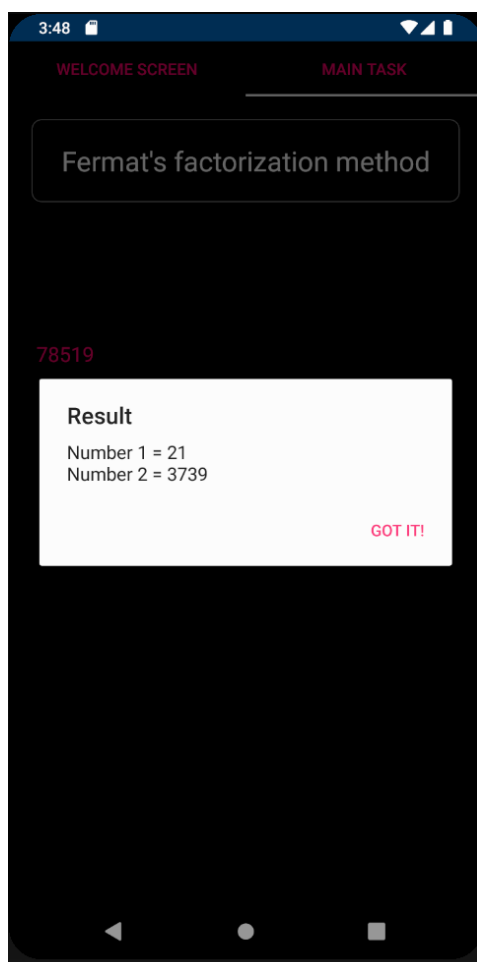 3:48
WELCOME SCREEN MAIN TASK
Fermat's factorization method
78519
Result
Number 1 = 21
Number 2 = 3739
GOT IT!